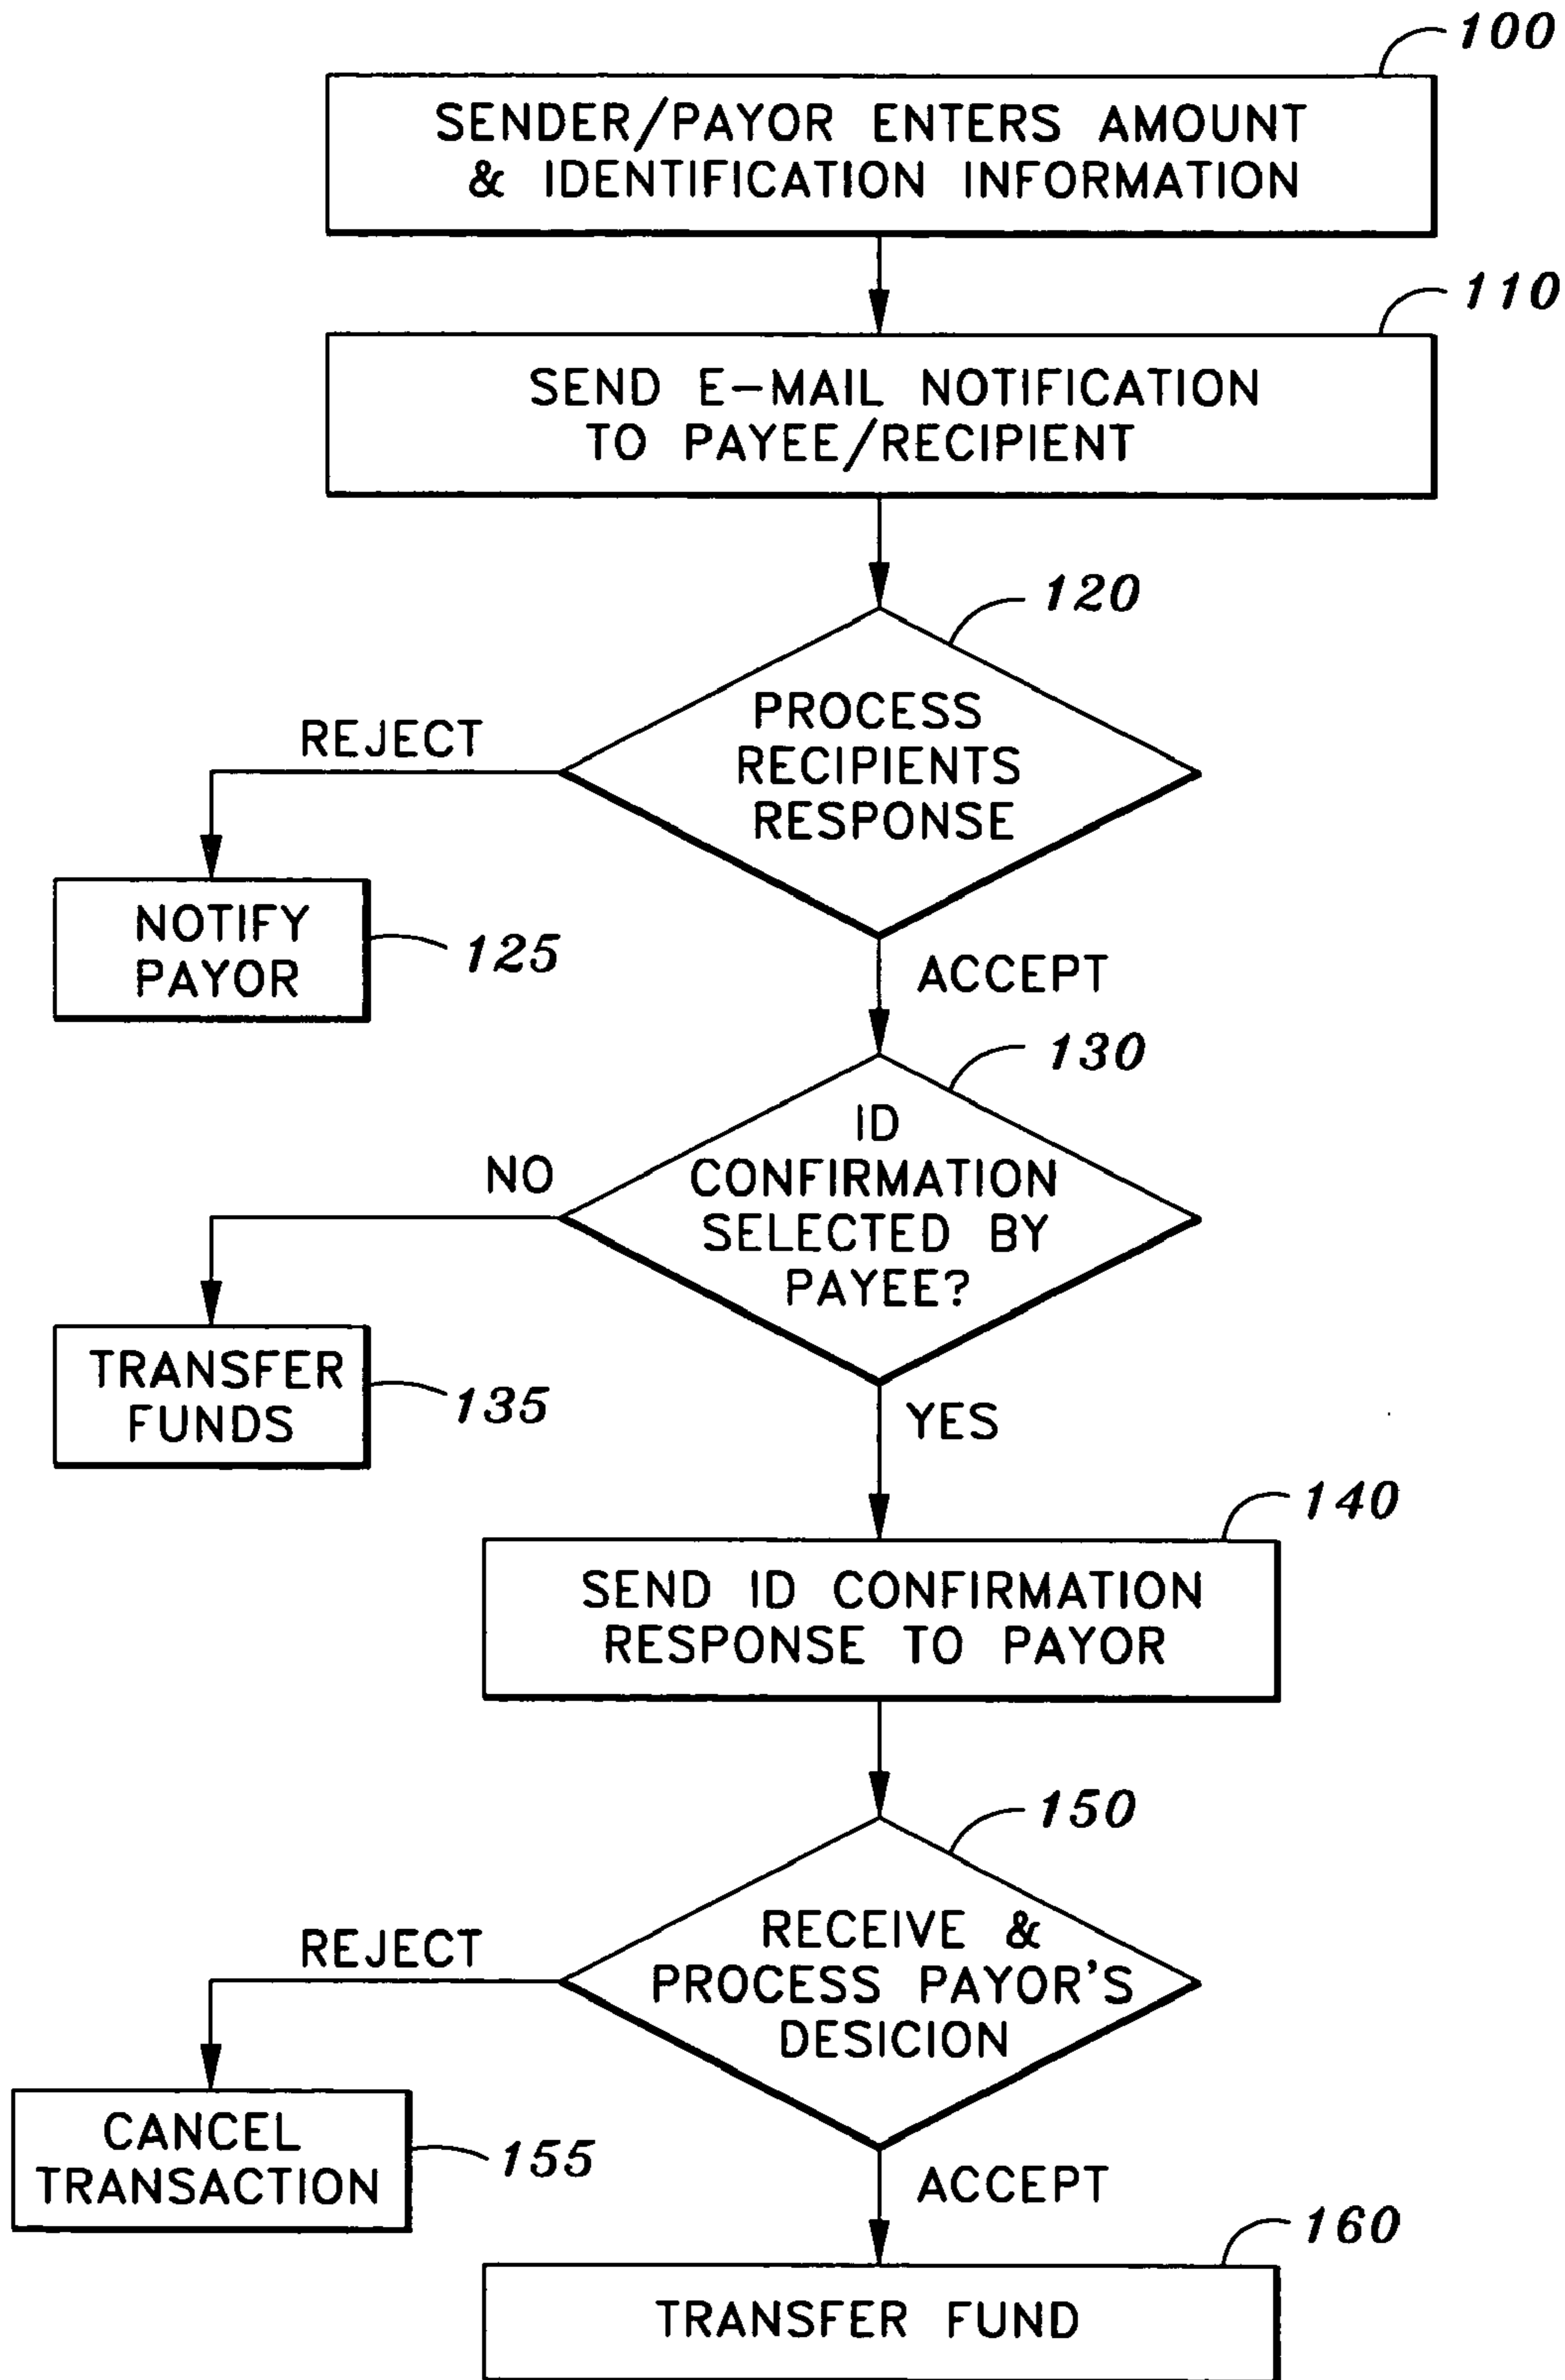 100
SENDER/PAYOR ENTERS AMOUNT
& IDENTIFICATION INFORMATION
110
SEND E-MAIL NOTIFICATION
TO PAYEE/RECIPIENT
120
PROCESS
RECIPIENTS
RESPONSE
REJECT
NOTIFY
PAYOR
125
ACCEPT
130
ID
CONFIRMATION
SELECTED BY
PAYEE?
NO
TRANSFER
FUNDS
135
YES
140
SEND ID CONFIRMATION
RESPONSE TO PAYOR
150
RECEIVE &
PROCESS PAYOR'S
DESICION
REJECT
CANCEL
TRANSACTION
155
ACCEPT
160
TRANSFER FUND